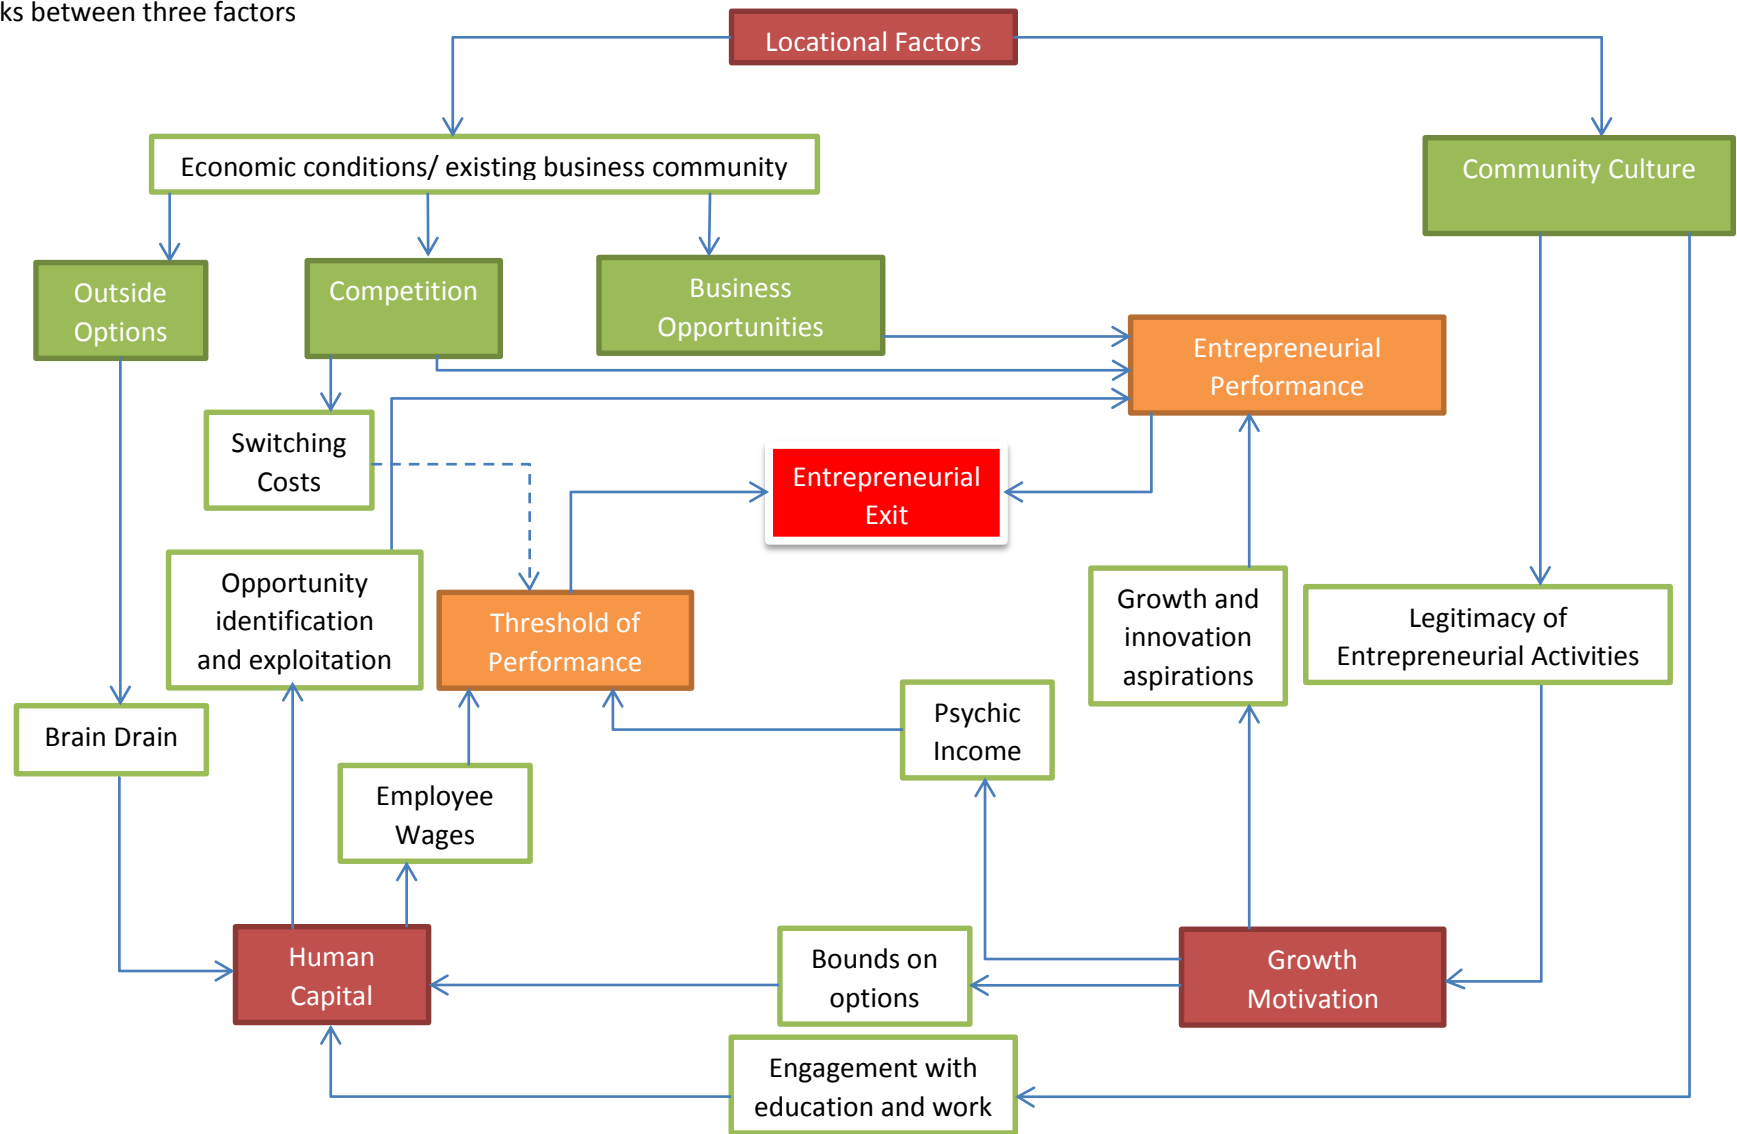 ks between three factors
Locational Factors
Economic conditions/ existing business community
Community Culture
Outside
Options
Competition
Business
Opportunities
Entrepreneurial
Performance
Switching
Costs
Entrepreneurial
Exit
Opportunity
identification
and exploitation
Threshold of
Performance
Growth and
innovation
aspirations
Legitimacy of
Entrepreneurial Activities
Brain Drain
Psychic
Income
Employee
Wages
Human
Capital
Bounds on
options
Growth
Motivation
Engagement with
education and work